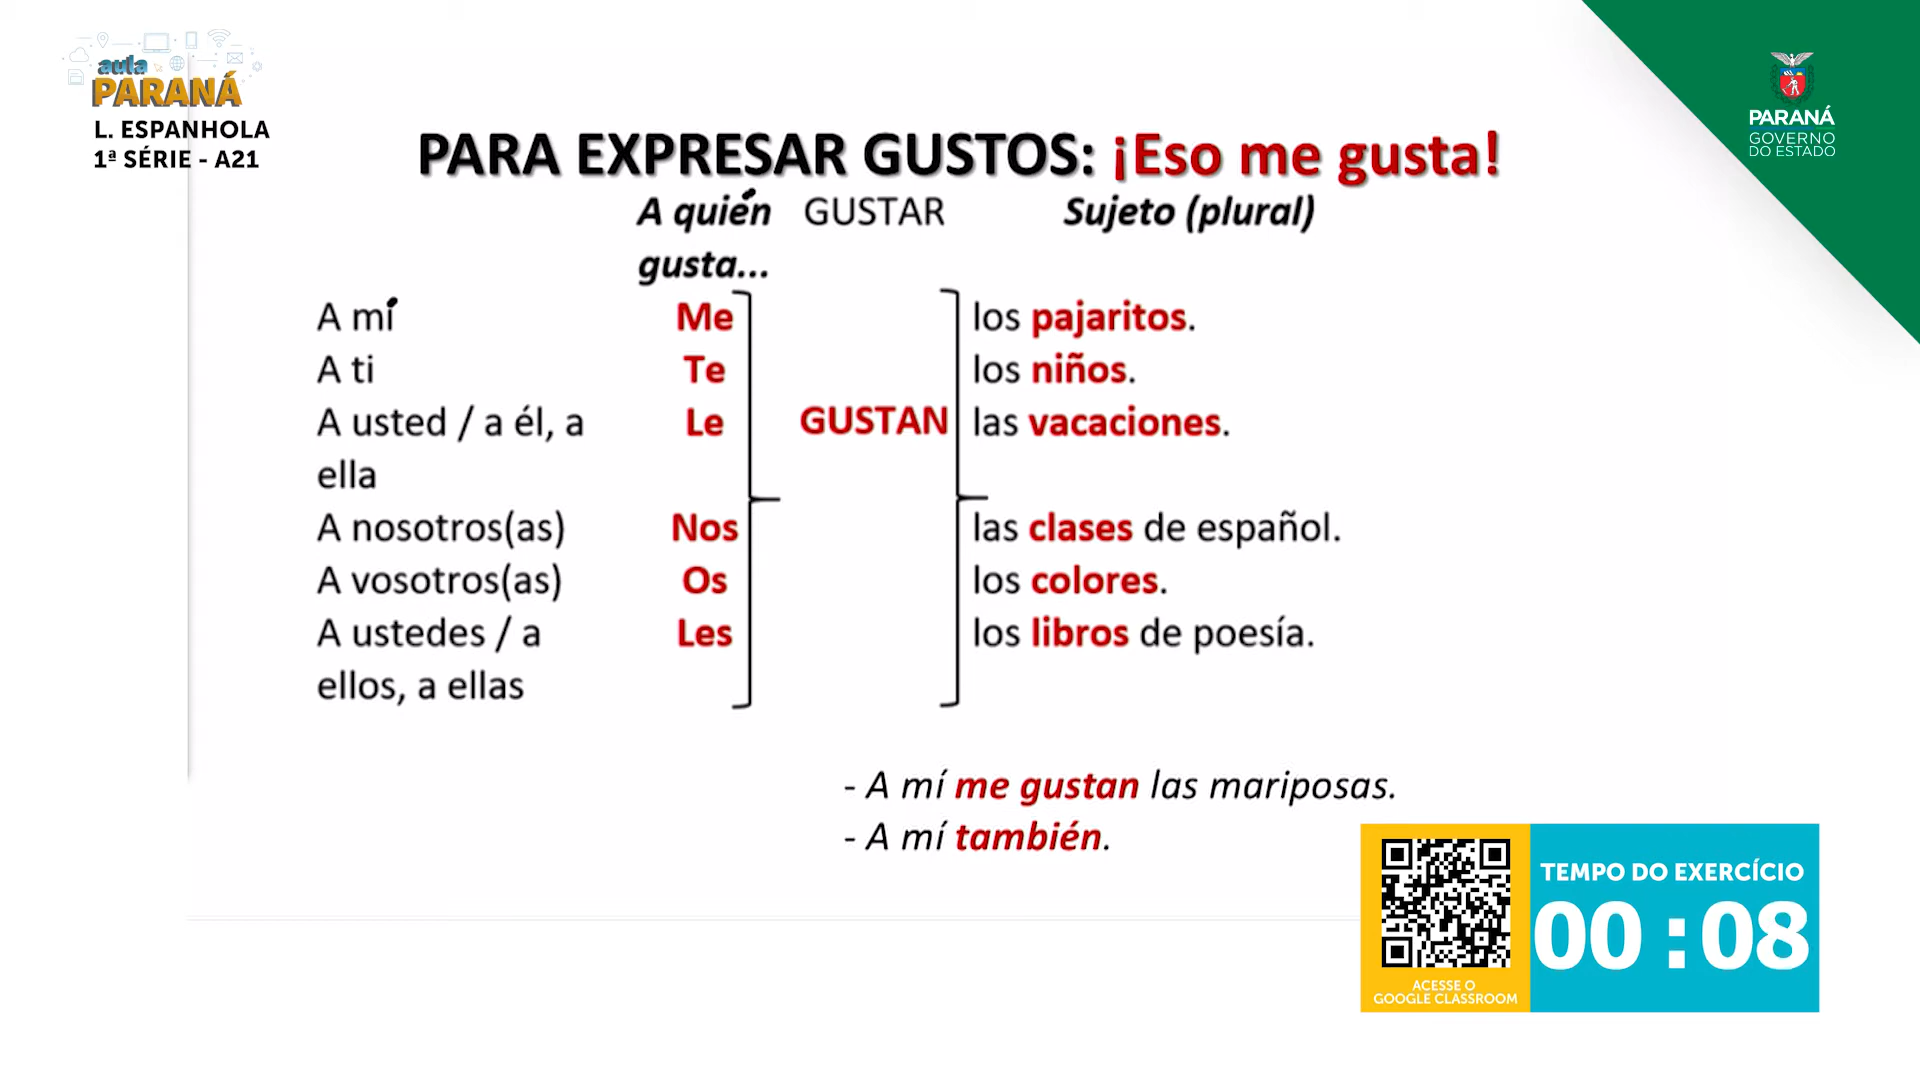 aula
PARANÁ
L. ESPANHOLA
1ª SÉRIE - A21
PARANÁ
GOVERNO
DO ESTADO
PARA EXPRESAR GUSTOS: ¡Eso me gusta!
A quién GUSTAR Sujeto (plural)
gusta...
A mí Me los pajaritos.
A ti Te los niños.
A usted / a él, a Le GUSTAN las vacaciones.
ella
A nosotros(as) Nos las clases de español.
A vosotros(as) Os los colores.
A ustedes / a Les los libros de poesía.
ellos, a ellas
- A mí me gustan las mariposas.
- A mí también.
TEMPO DO EXERCÍCIO
00 : 08
ACESSE O
GOOGLE CLASSROOM